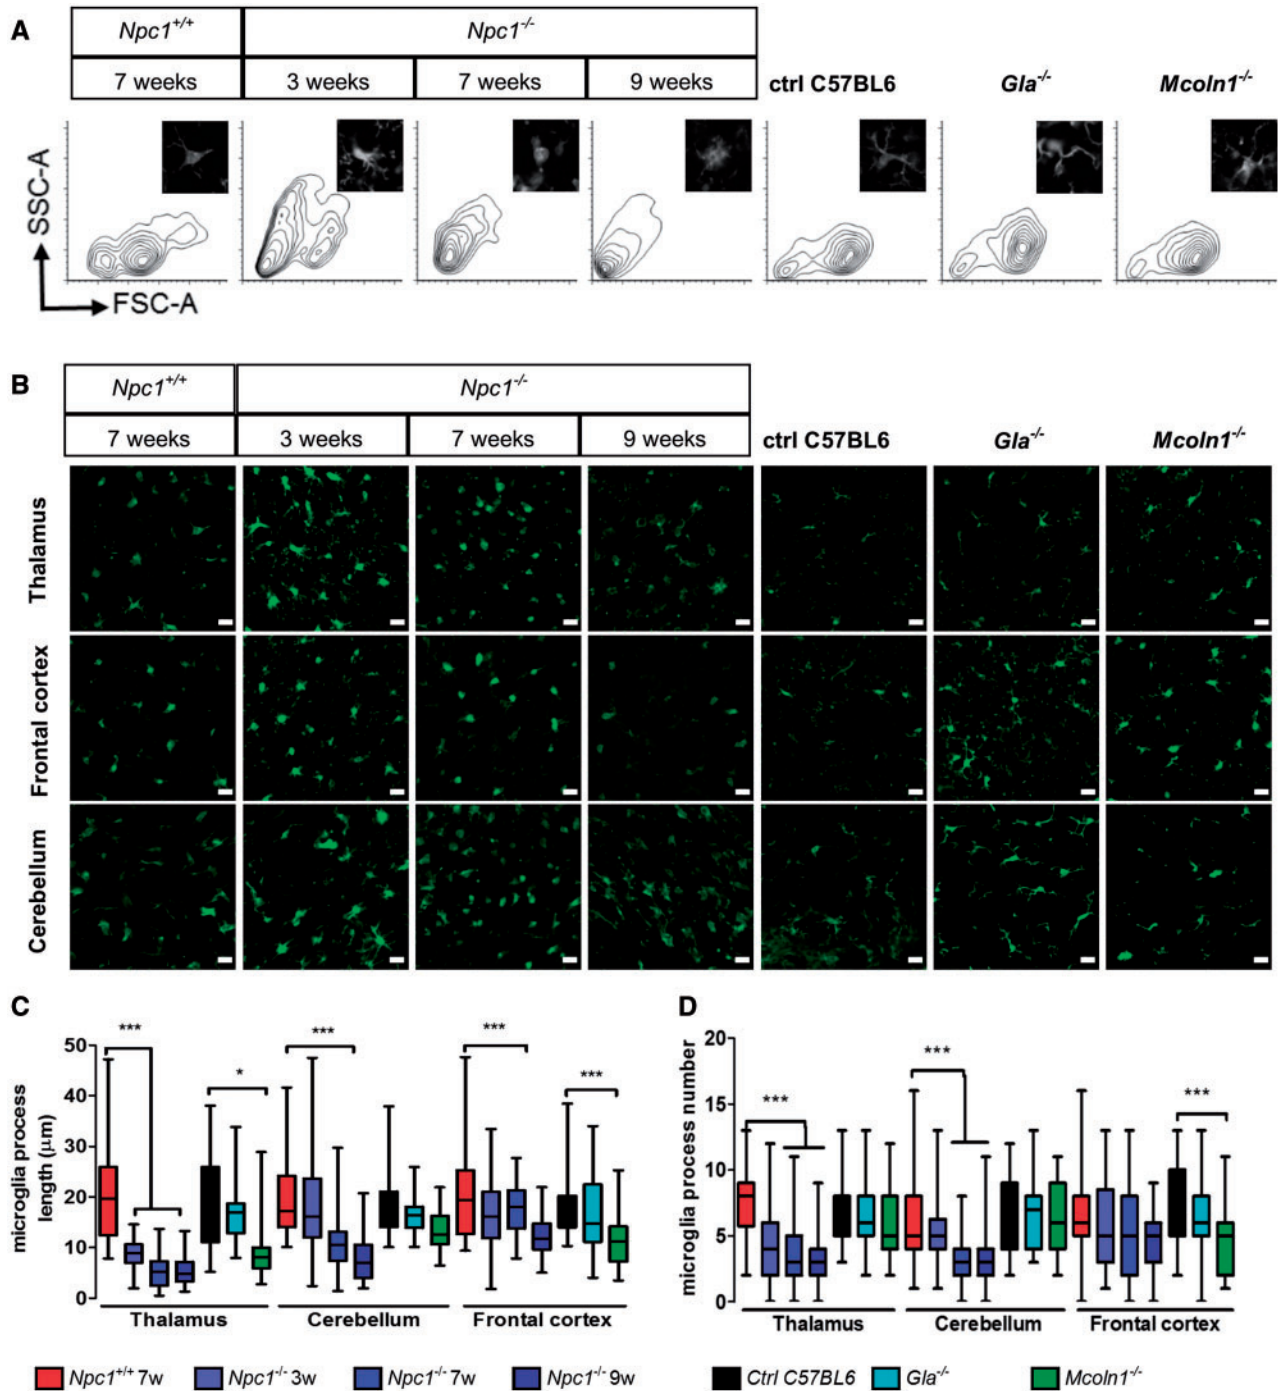 A
Npc1+/+ Npc1-/-
7 weeks 3 weeks 7 weeks 9 weeks ctrl C57BL6 Gla-/- Mcoln1-/-
SSC-A
FSC-A
B
Npc1+/+ Npc1-/-
7 weeks 3 weeks 7 weeks 9 weeks ctrl C57BL6 Gla-/- Mcoln1-/-
Thalamus
Frontal cortex
Cerebellum
C
microglia process
length (μm)
50
40
30
20
10
0
*** * *** *** ***
Thalamus Cerebellum Frontal cortex
D
microglia process number
20
15
10
5
0
*** *** ***
Thalamus Cerebellum Frontal cortex
Npc1+/+ 7w Npc1-/- 3w Npc1-/- 7w Npc1-/- 9w Ctrl C57BL6 Gla-/- Mcoln1-/-